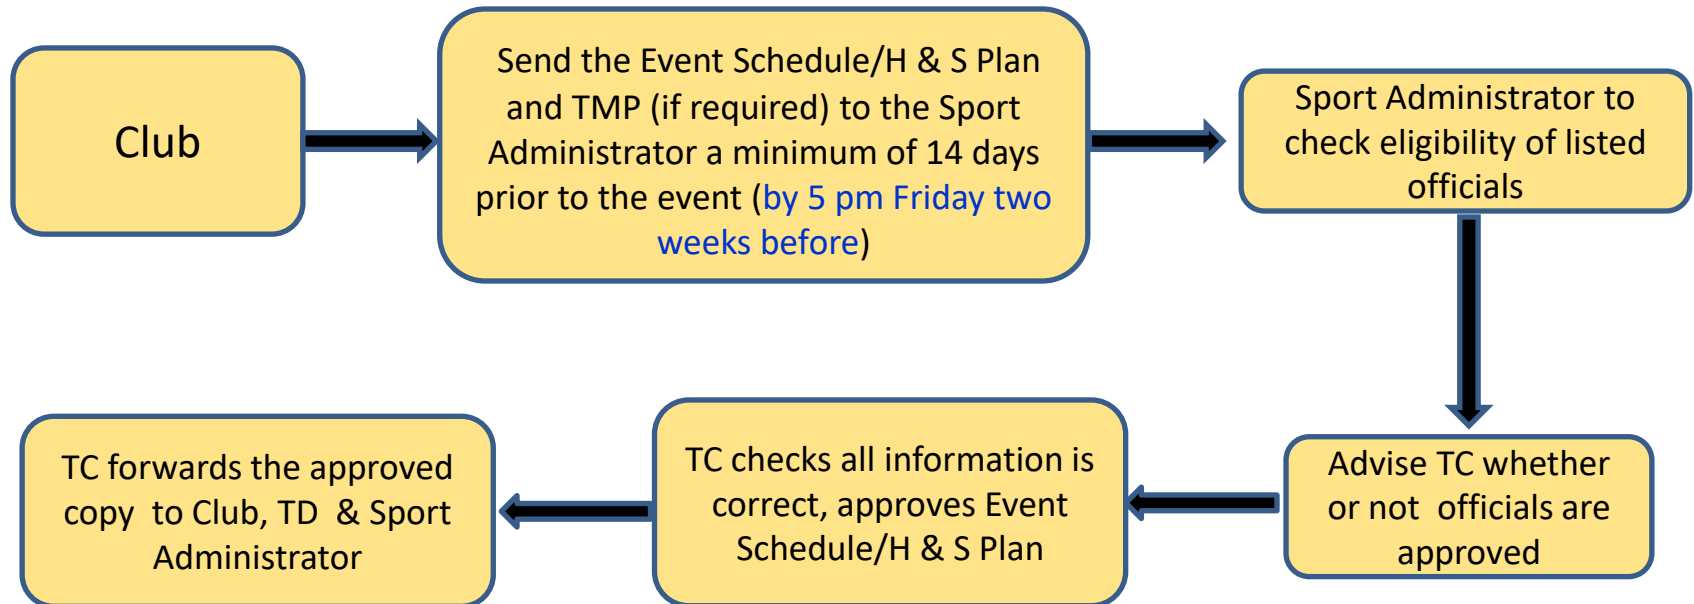 Club
Send the Event Schedule/H & S Plan
and TMP (if required) to the Sport
Administrator a minimum of 14 days
prior to the event (by 5 pm Friday two
weeks before)
Sport Administrator to
check eligibility of listed
officials
Advise TC whether
or not officials are
approved
TC checks all information is
correct, approves Event
Schedule/H & S Plan
TC forwards the approved
copy to Club, TD & Sport
Administrator